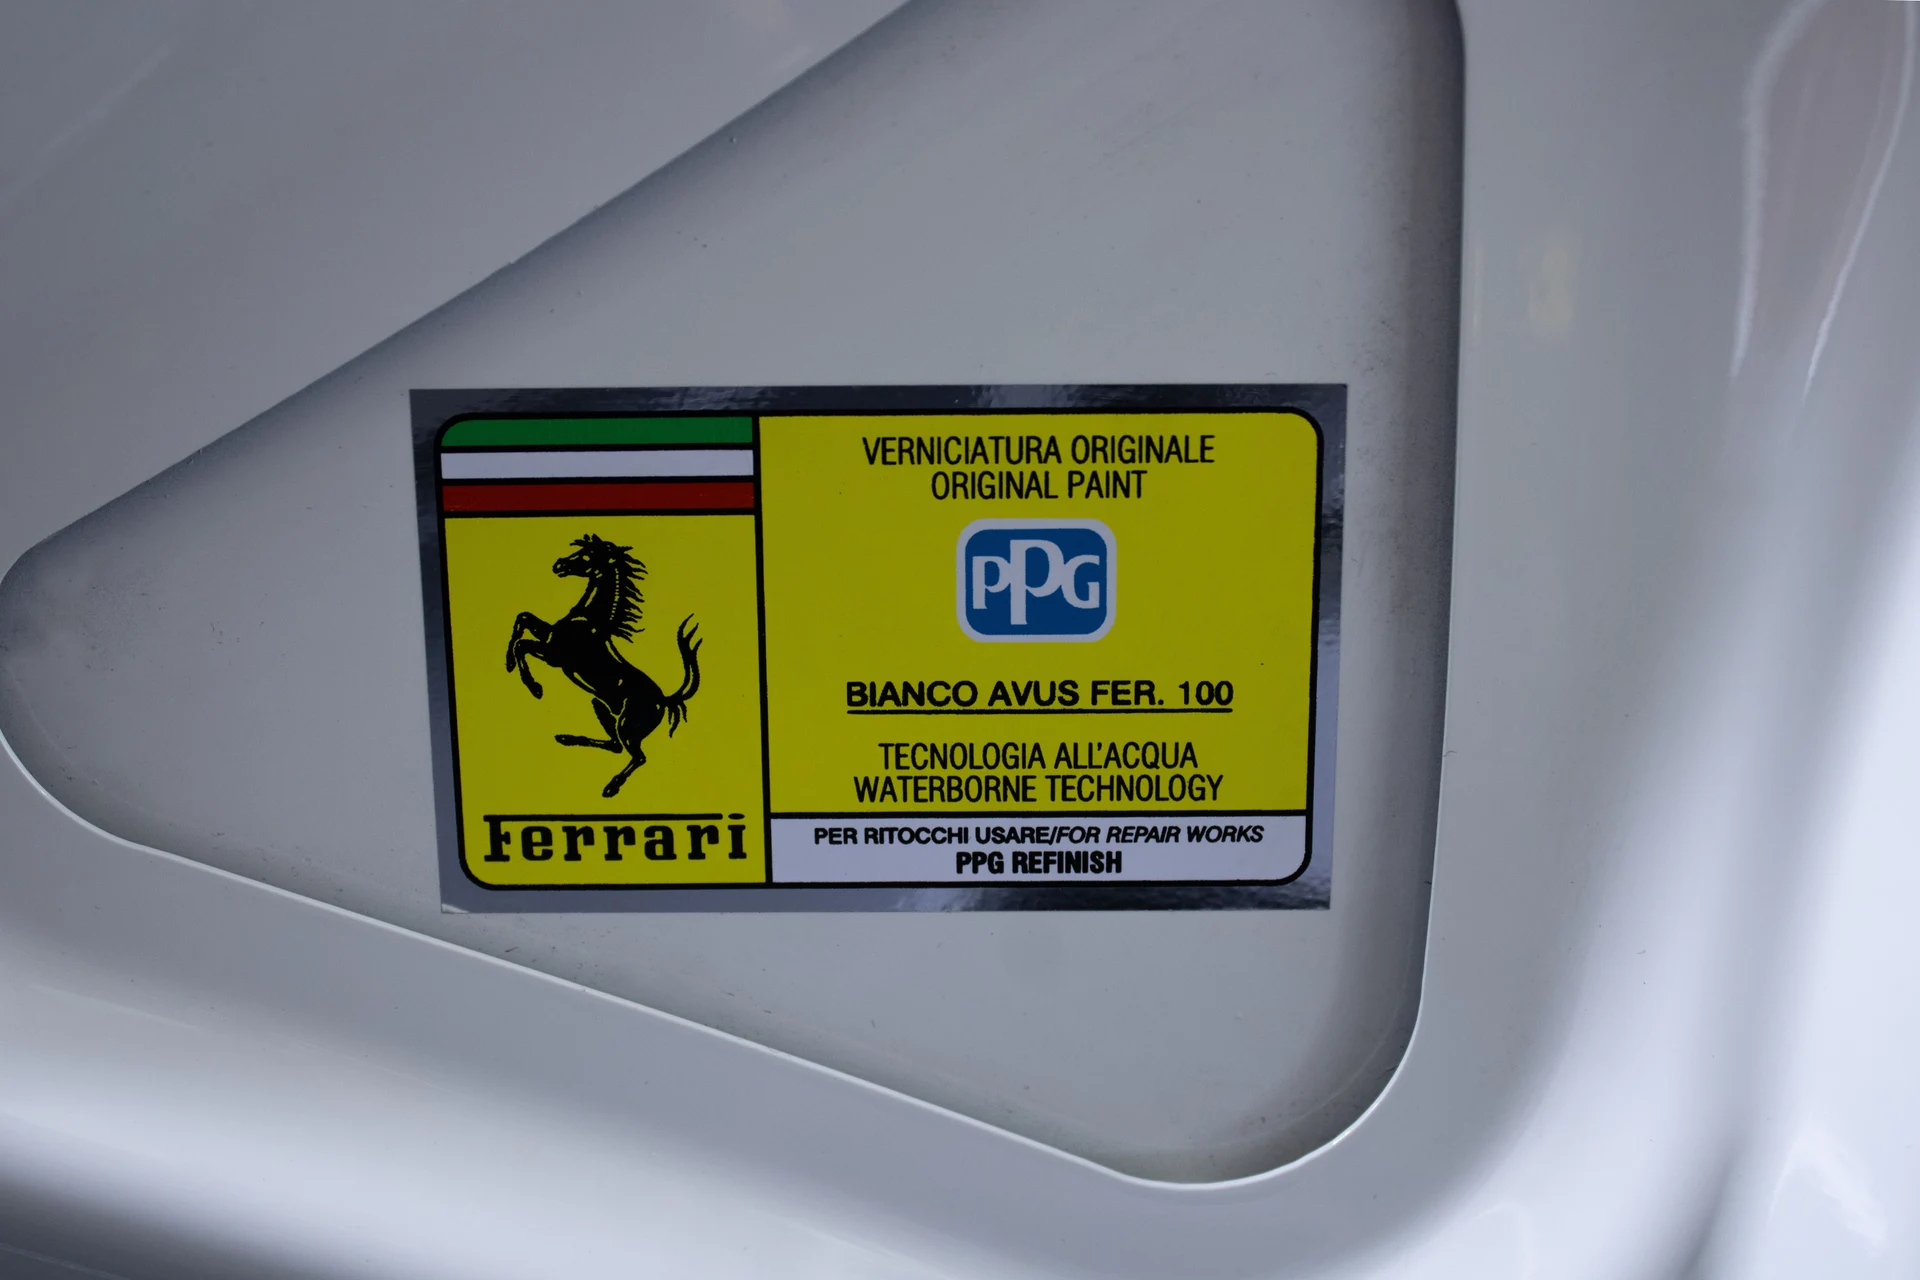 VERNICIATURA ORIGINALE
ORIGINAL PAINT
PPG
BIANCO AVUS FER. 100
TECNOLOGIA ALL'ACQUA
WATERBORNE TECHNOLOGY
Ferrari
PER RITOCCHI USARE/FOR REPAIR WORKS
PPG REFINISH